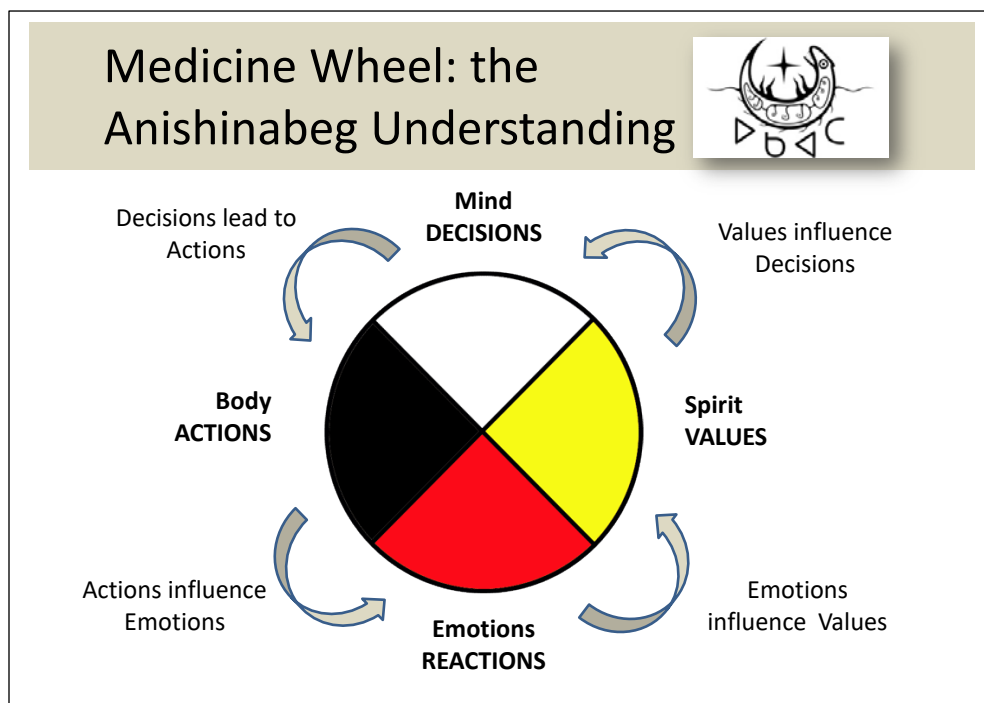 Medicine Wheel: the
Anishinabeg Understanding
ᐅᑲᐊᑕ
Mind
DECISIONS
Decisions lead to
Actions
Values influence
Decisions
Body
ACTIONS
Spirit
VALUES
Actions influence
Emotions
Emotions
REACTIONS
Emotions
influence Values